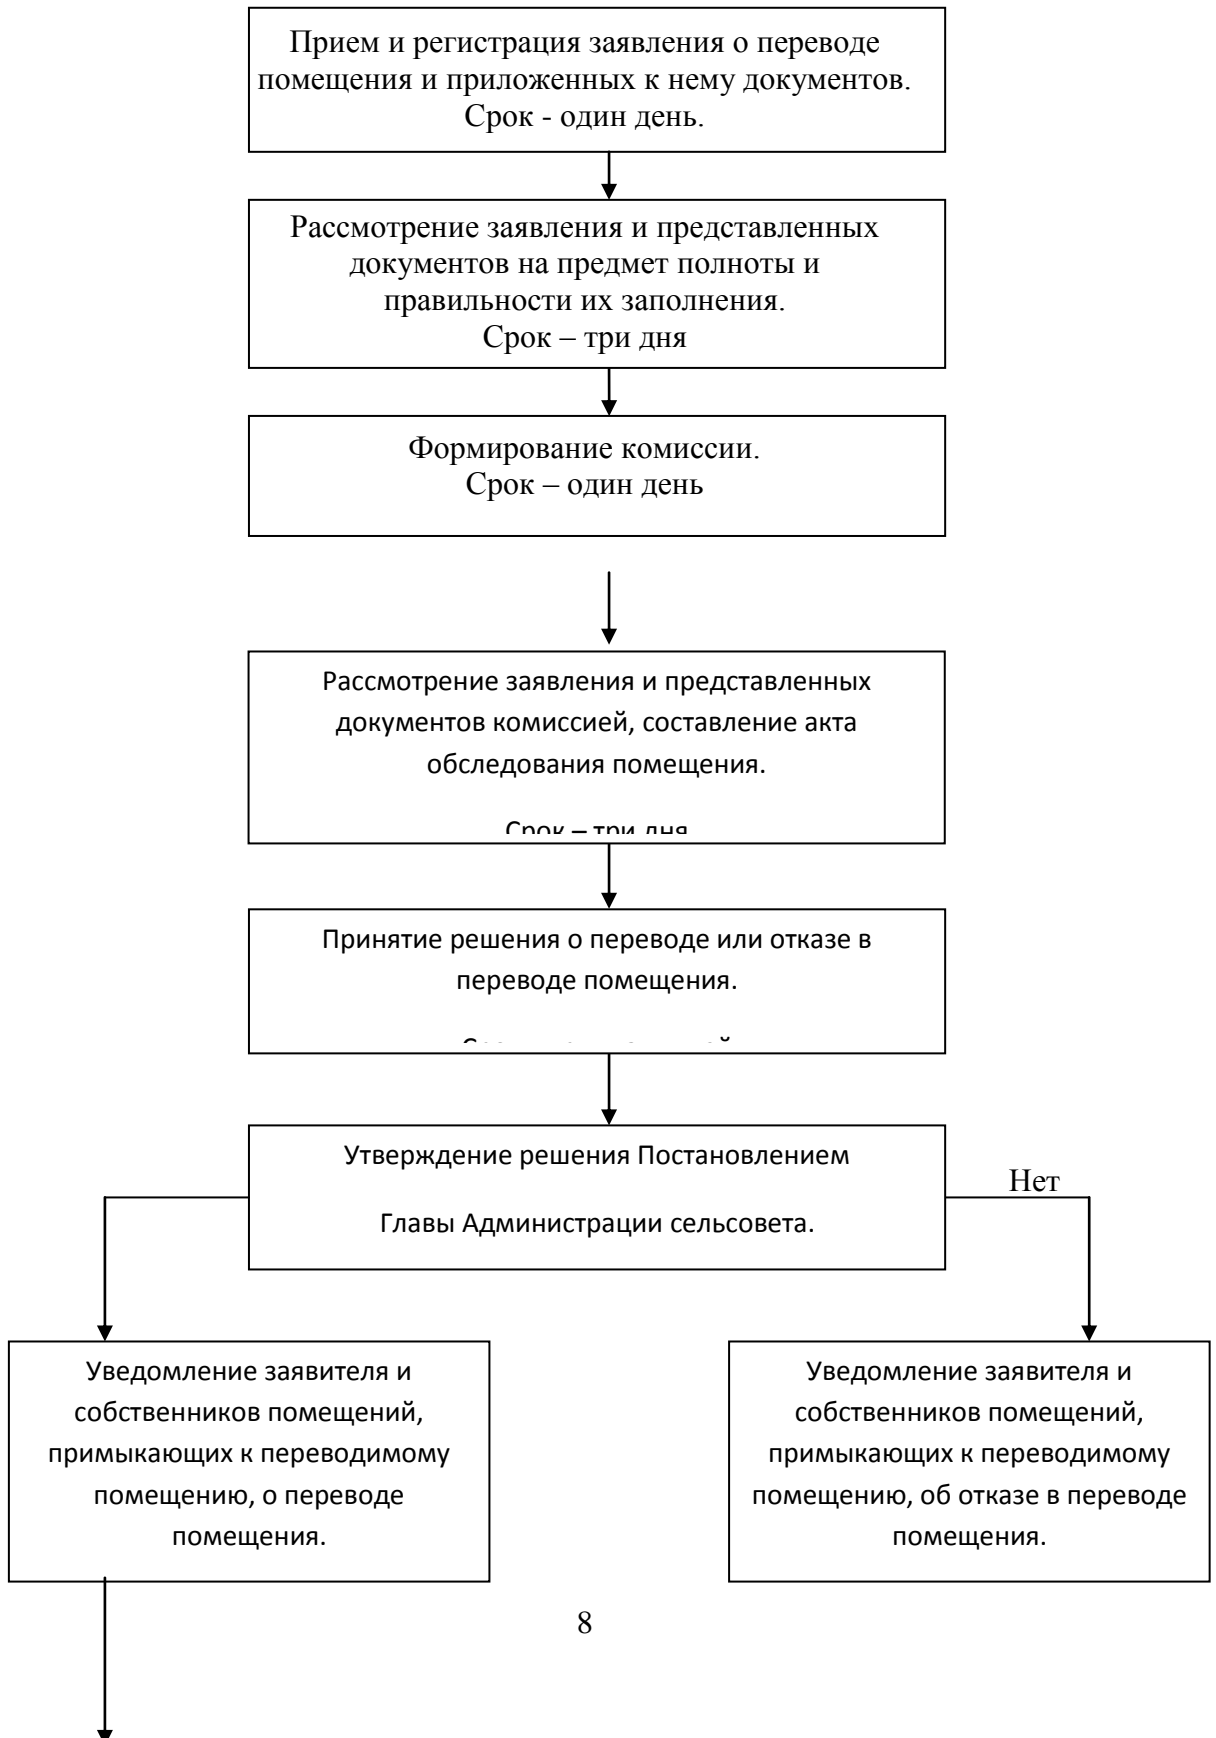 Прием и регистрация заявления о переводе
помещения и приложенных к нему документов.
Срок - один день.
Рассмотрение заявления и представленных
документов на предмет полноты и
правильности их заполнения.
Срок – три дня
Формирование комиссии.
Срок – один день
Рассмотрение заявления и представленных
документов комиссией, составление акта
обследования помещения.
Срок – три дня
Принятие решения о переводе или отказе в
переводе помещения.
Утверждение решения Постановлением
Нет
Главы Администрации сельсовета.
Уведомление заявителя и
собственников помещений,
примыкающих к переводимому
помещению, о переводе
помещения.
Уведомление заявителя и
собственников помещений,
примыкающих к переводимому
помещению, об отказе в переводе
помещения.
8